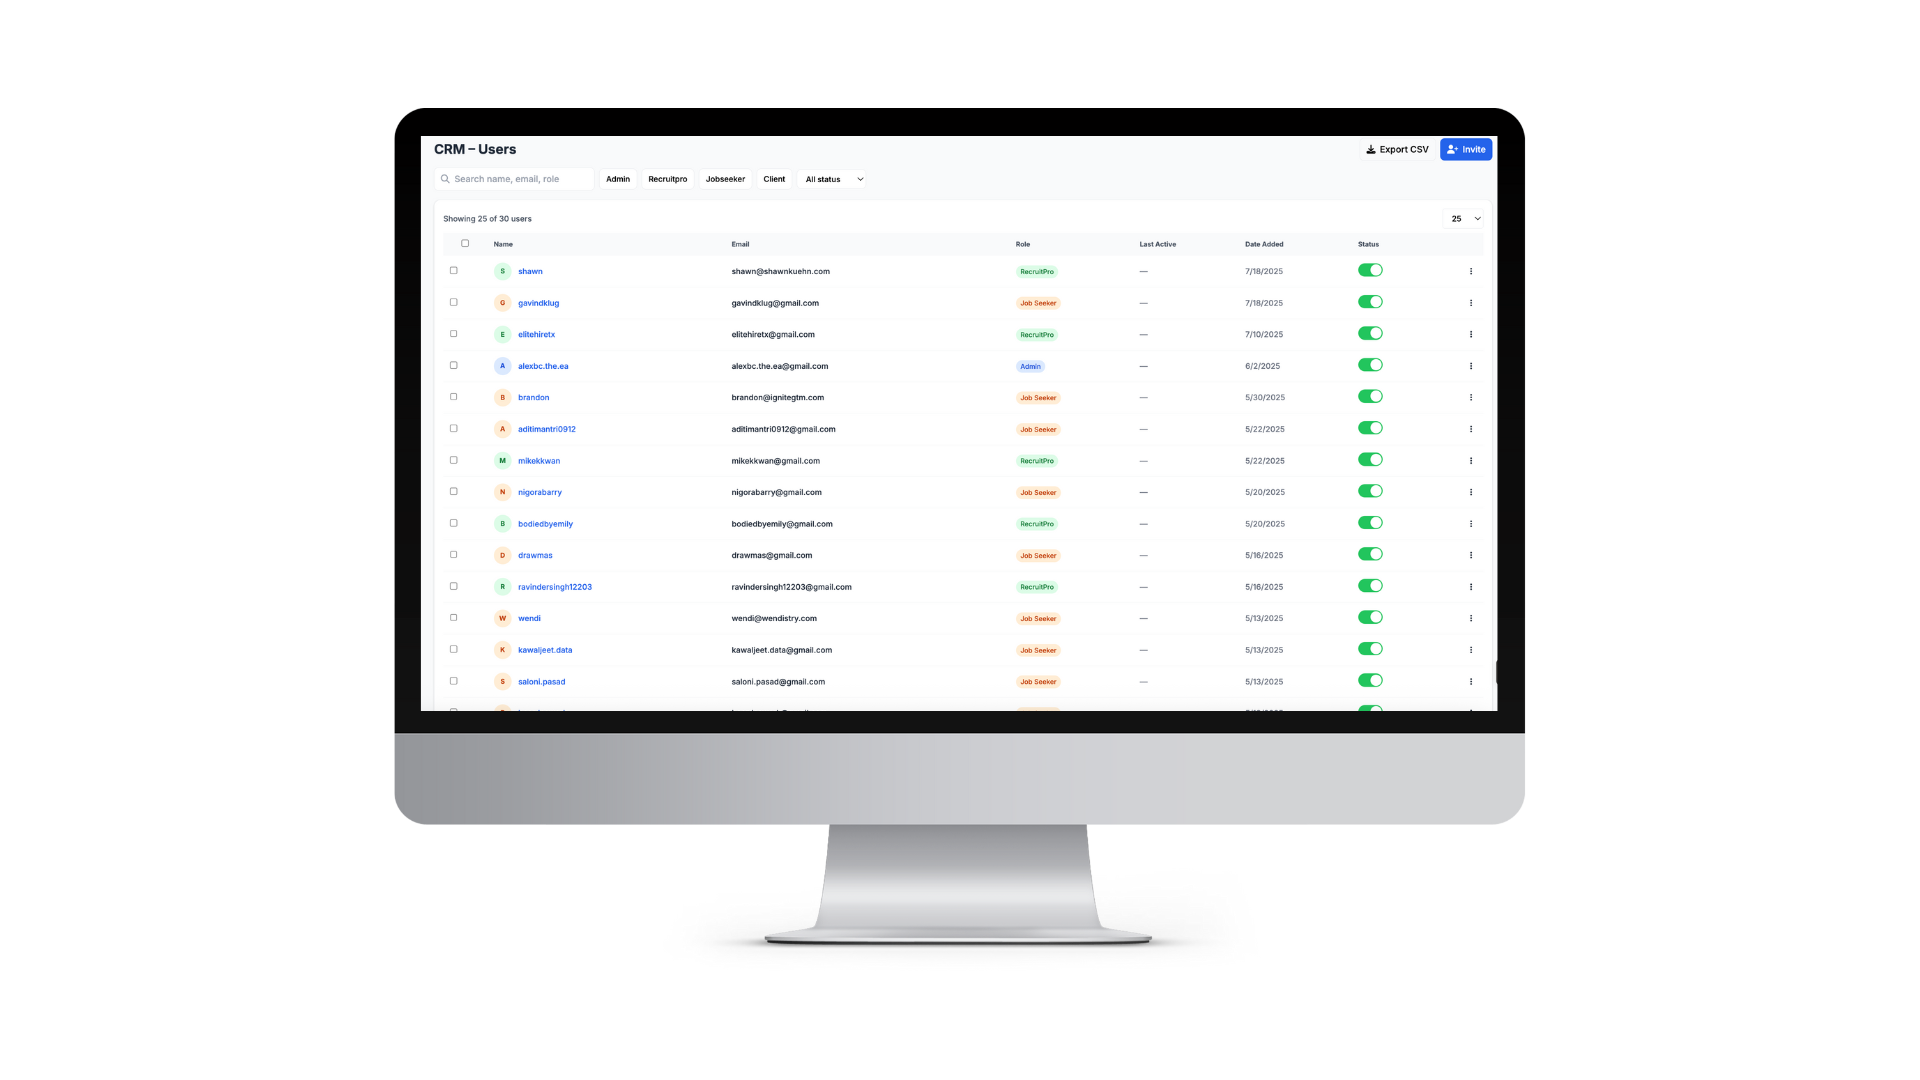 CRM – Users
Export CSV
Invite
Search name, email, role
Admin
Recruitpro
Jobseeker
Client
All status
Showing 25 of 30 users
25
Name Email Role Last Active Date Added Status
S shawn shawn@shawnkuehn.com RecruitPro — 7/18/2025
G gavindklug gavindklug@gmail.com Job Seeker — 7/18/2025
E elitehiretx elitehiretx@gmail.com RecruitPro — 7/10/2025
A alexbc.the.ea alexbc.the.ea@gmail.com Admin — 6/2/2025
B brandon brandon@ignitegtm.com Job Seeker — 5/30/2025
A aditimantri0912 aditimantri0912@gmail.com Job Seeker — 5/22/2025
M mikekkwan mikekkwan@gmail.com RecruitPro — 5/22/2025
N nigorabarry nigorabarry@gmail.com Job Seeker — 5/20/2025
B bodiedbyemily bodiedbyemily@gmail.com RecruitPro — 5/20/2025
D drawmas drawmas@gmail.com Job Seeker — 5/16/2025
R ravindersingh12203 ravindersingh12203@gmail.com RecruitPro — 5/16/2025
W wendi wendi@wendistry.com Job Seeker — 5/13/2025
K kawaljeet.data kawaljeet.data@gmail.com Job Seeker — 5/13/2025
S saloni.pasad saloni.pasad@gmail.com Job Seeker — 5/13/2025